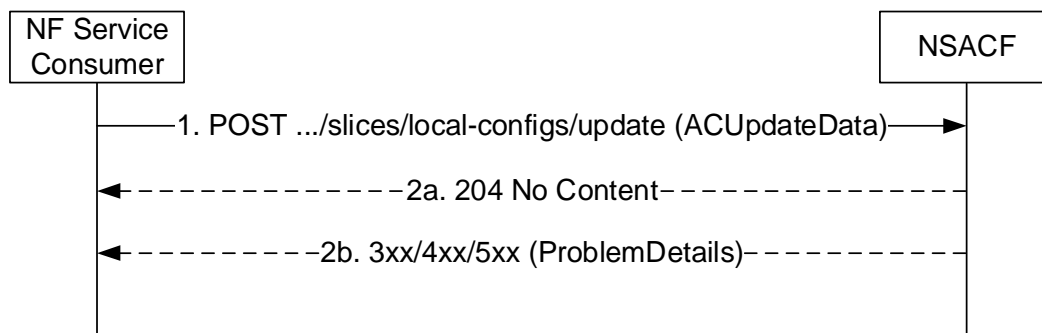 NF Service
Consumer
NSACF
1. POST .../slices/local-configs/update (ACUpdateData)
2a. 204 No Content
2b. 3xx/4xx/5xx (ProblemDetails)